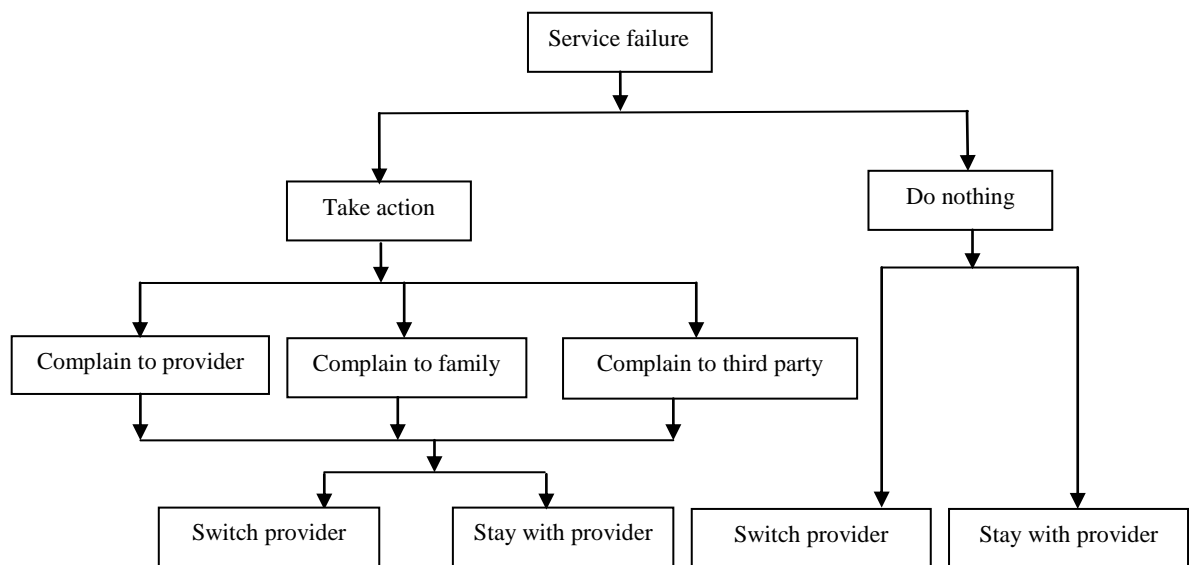 Service failure
Take action
Do nothing
Complain to provider
Complain to family
Complain to third party
Switch provider
Stay with provider
Switch provider
Stay with provider